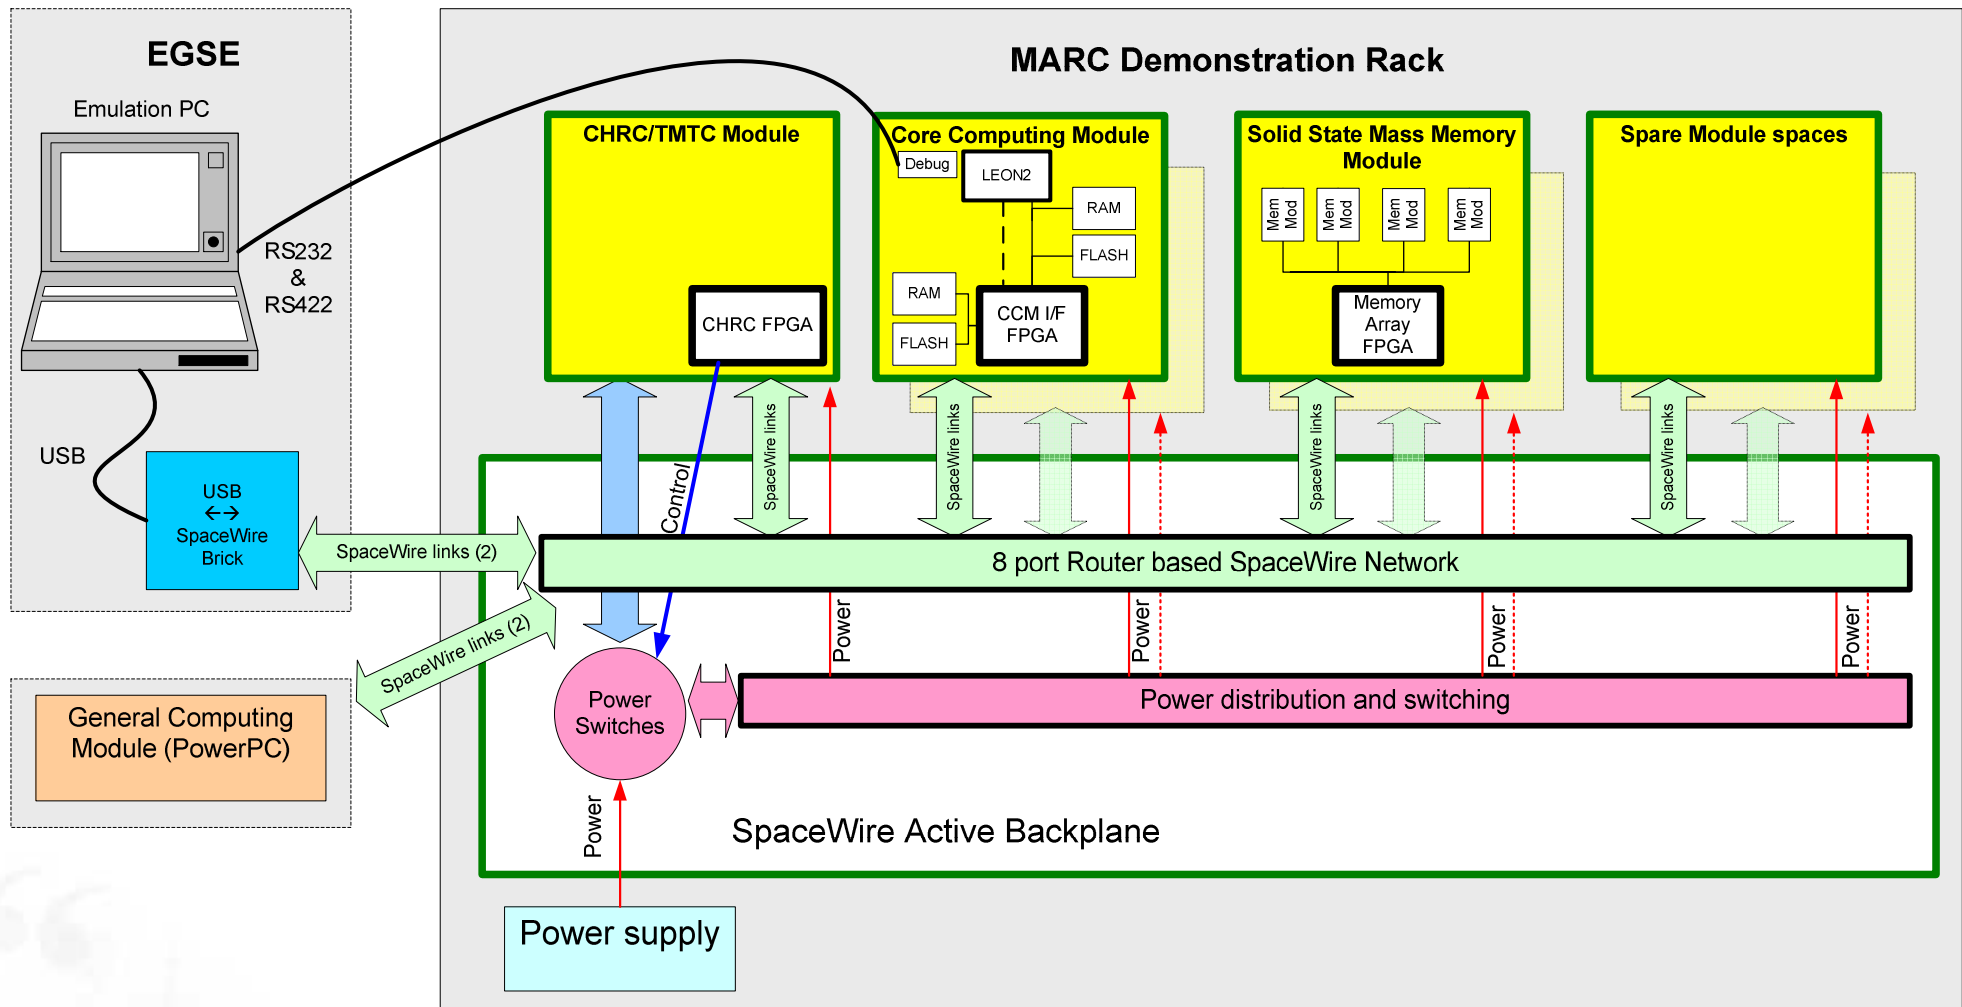 EGSE
Emulation PC
RS232
&
RS422
USB
USB
←→
SpaceWire
Brick
SpaceWire links (2)
SpaceWire links (2)
General Computing
Module (PowerPC)
MARC Demonstration Rack
CHRC/TMTC Module
CHRC FPGA
Core Computing Module
Debug
LEON2
RAM
FLASH
RAM
FLASH
CCM I/F
FPGA
Solid State Mass Memory
Module
Mem
Mod
Mem
Mod
Mem
Mod
Mem
Mod
Memory
Array
FPGA
Spare Module spaces
Control
SpaceWire links
SpaceWire links
SpaceWire links
SpaceWire links
8 port Router based SpaceWire Network
Power
Power
Power
Power
Power
Switches
Power distribution and switching
Power
SpaceWire Active Backplane
Power supply